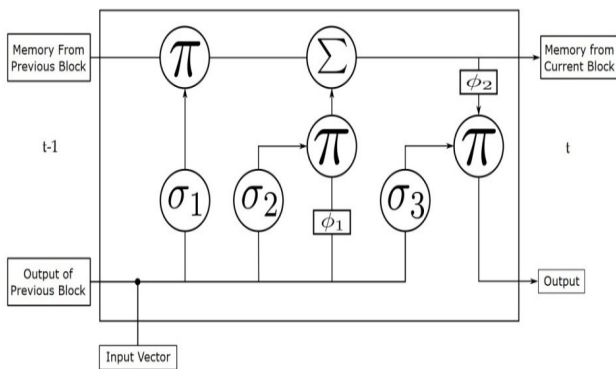 Memory From
Previous Block
π
Σ
Memory from
Current Block
ϕ₂
t-1
π
π
t
σ₁
σ₂
σ₃
ϕ₁
Output of
Previous Block
Output
Input Vector